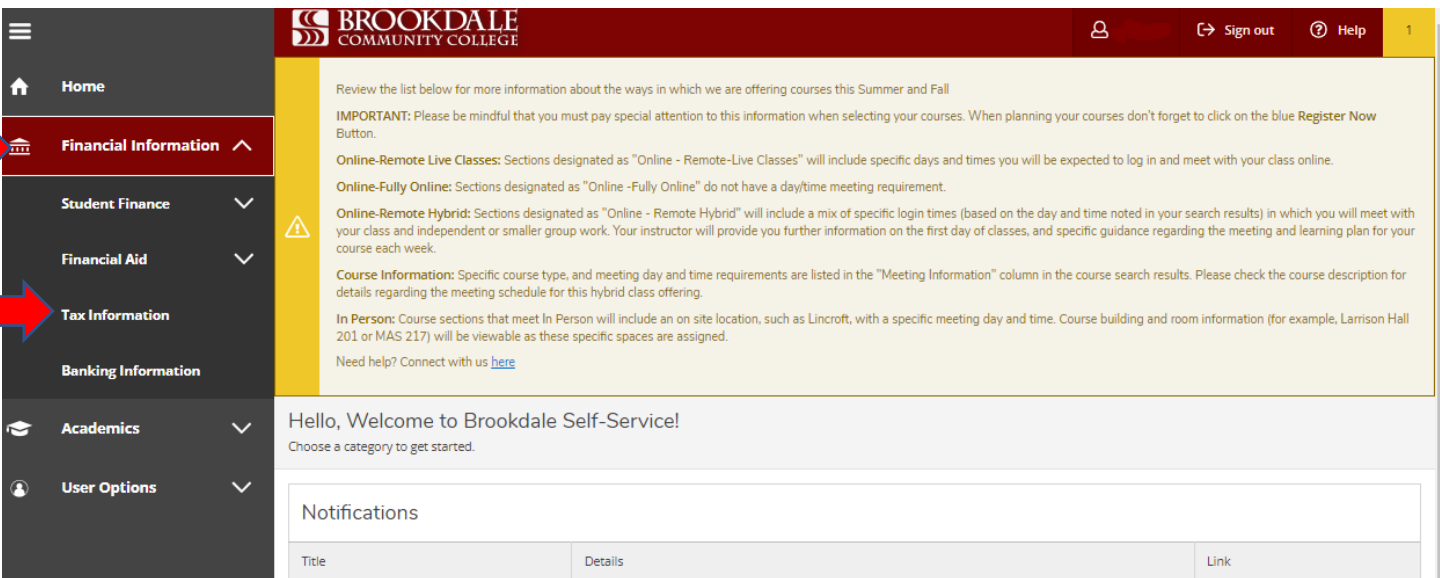 BROOKDALE
COMMUNITY COLLEGE
Sign out
Help
1
Home
Financial Information
Student Finance
Financial Aid
Tax Information
Banking Information
Academics
User Options
Review the list below for more information about the ways in which we are offering courses this Summer and Fall
IMPORTANT: Please be mindful that you must pay special attention to this information when selecting your courses. When planning your courses don't forget to click on the blue Register Now
Button.
Online-Remote Live Classes: Sections designated as "Online - Remote-Live Classes" will include specific days and times you will be expected to log in and meet with your class online.
Online-Fully Online: Sections designated as "Online -Fully Online" do not have a day/time meeting requirement.
Online-Remote Hybrid: Sections designated as "Online - Remote Hybrid" will include a mix of specific login times (based on the day and time noted in your search results) in which you will meet with
your class and independent or smaller group work. Your instructor will provide you further information on the first day of classes, and specific guidance regarding the meeting and learning plan for your
course each week.
Course Information: Specific course type, and meeting day and time requirements are listed in the "Meeting Information" column in the course search results. Please check the course description for
details regarding the meeting schedule for this hybrid class offering.
In Person: Course sections that meet In Person will include an on site location, such as Lincroft, with a specific meeting day and time. Course building and room information (for example, Larrison Hall
201 or MAS 217) will be viewable as these specific spaces are assigned.
Need help? Connect with us here
Hello, Welcome to Brookdale Self-Service!
Choose a category to get started.
Notifications
Title
Details
Link